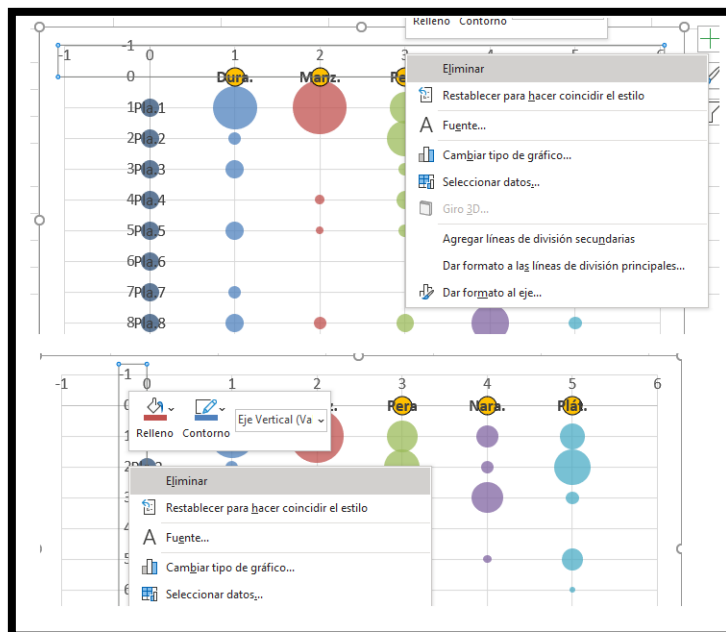 Relleno Contorno
-1
-1 0 1 2 3 6
0 Dura. Manz.
1Pla.1
2Pla.2
3Pla.3
4Pla.4
5Pla.5
6Pla.6
7Pla.7
8Pla.8
Eliminar
Restablecer para hacer coincidir el estilo
A Fuente...
Cambiar tipo de gráfico...
Seleccionar datos...
Giro 3D...
Agregar líneas de división secundarias
Dar formato a las líneas de división principales...
Dar formato al eje...
-1
-1 0 1 2 3 4 5 6
0 Pera Nara. Plát.
Relleno Contorno Eje Vertical (Va
Eliminar
Restablecer para hacer coincidir el estilo
A Fuente...
Cambiar tipo de gráfico...
Seleccionar datos...